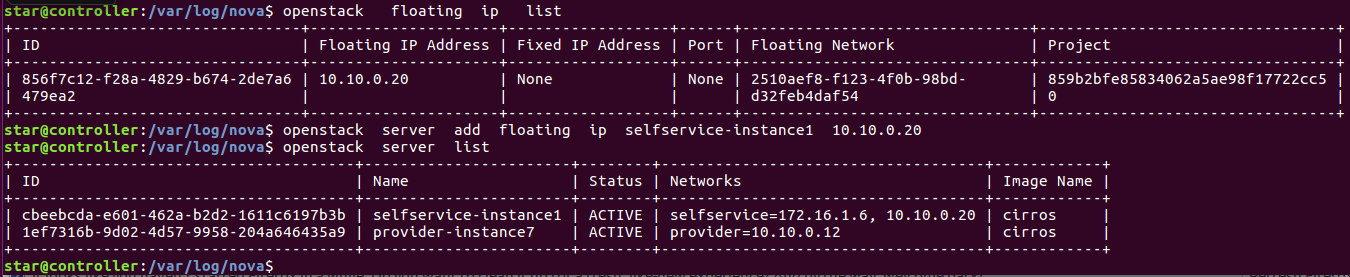 star@controller:/var/log/nova$ openstack   floating  ip   list
+--------------------------------+---------------------+------------------+------+--------------------------------+---------------------------------+
| ID                             | Floating IP Address | Fixed IP Address | Port | Floating Network               | Project                         |
+--------------------------------+---------------------+------------------+------+--------------------------------+---------------------------------+
| 856f7c12-f28a-4829-b674-2de7a6 | 10.10.0.20          | None             | None | 2510aef8-f123-4f0b-98bd-       | 859b2bfe85834062a5ae98f17722cc5 |
| 479ea2                         |                     |                  |      | d32feb4daf54                   | 0                               |
+--------------------------------+---------------------+------------------+------+--------------------------------+---------------------------------+
star@controller:/var/log/nova$ openstack  server  add  floating  ip  selfservice-instance1  10.10.0.20
star@controller:/var/log/nova$ openstack  server  list
+--------------------------------------+-----------------------+--------+------------------------------------+------------+
| ID                                   | Name                  | Status | Networks                           | Image Name |
+--------------------------------------+-----------------------+--------+------------------------------------+------------+
| cbeebcda-e601-462a-b2d2-1611c6197b3b | selfservice-instance1 | ACTIVE | selfservice=172.16.1.6, 10.10.0.20 | cirros     |
| 1ef7316b-9d02-4d57-9958-204a646435a9 | provider-instance7    | ACTIVE | provider=10.10.0.12                | cirros     |
+--------------------------------------+-----------------------+--------+------------------------------------+------------+
star@controller:/var/log/nova$